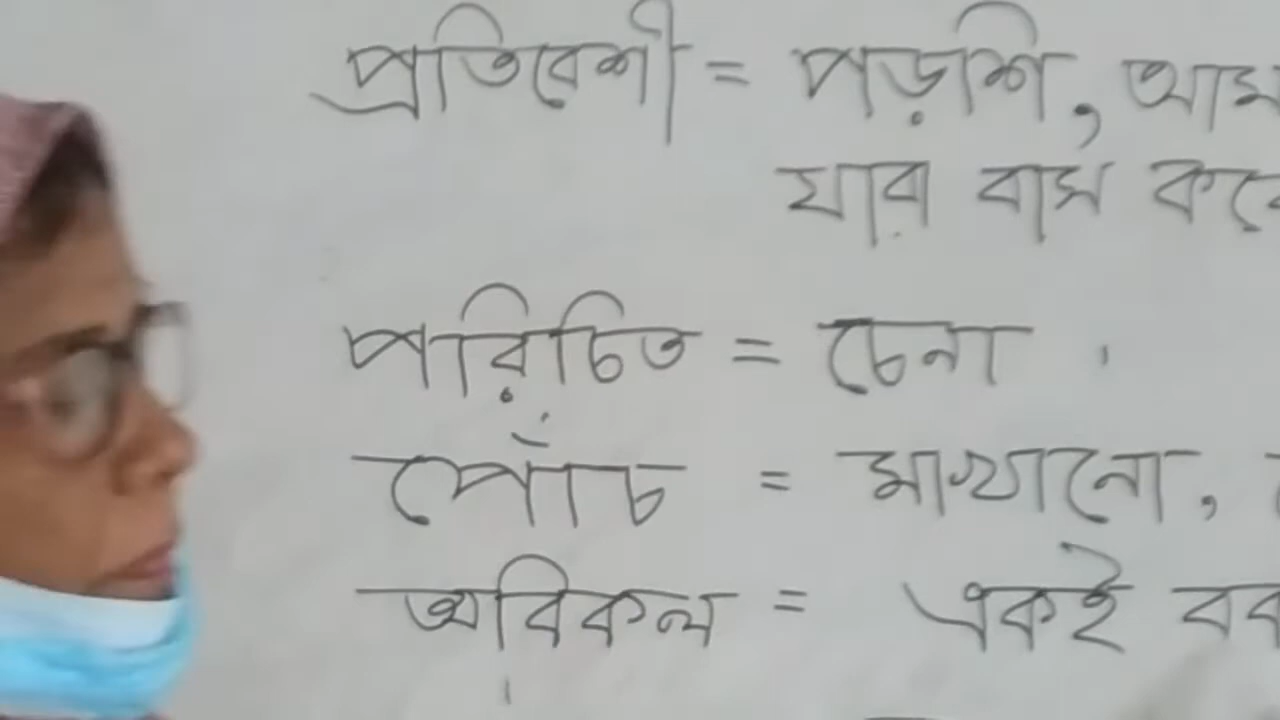 প্রতিবেশী = পড়শি,
যারা বাস
পরিচিত = চেনা
পোঁচ = মাখানো,
অবিকল = একই